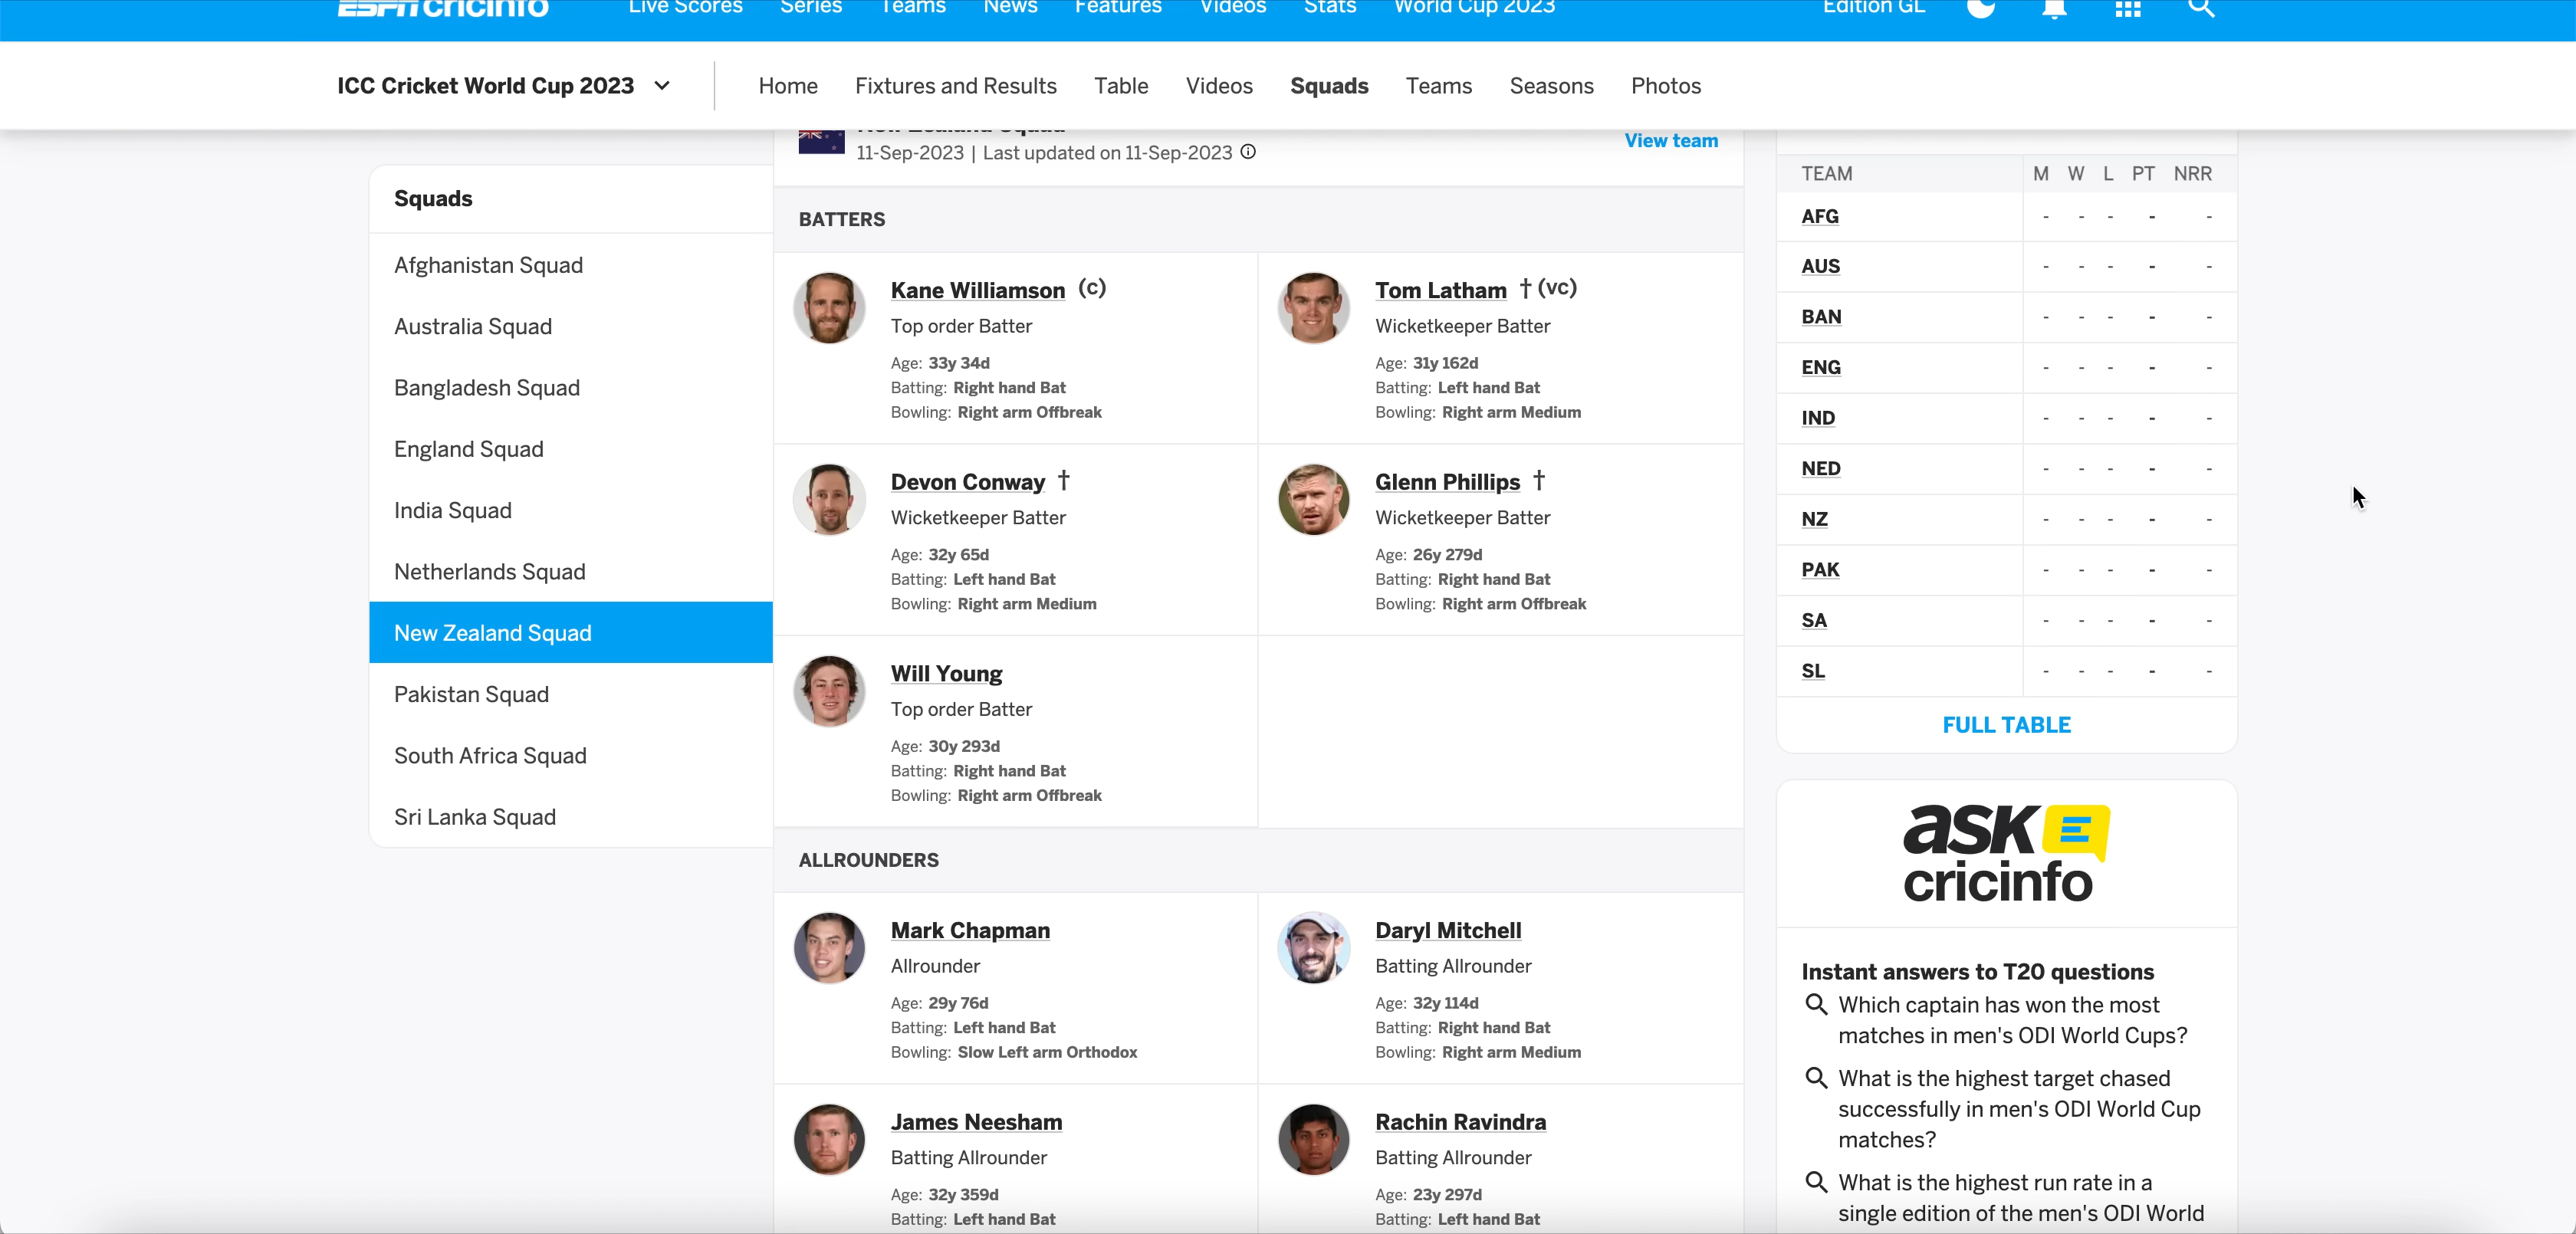 ESPN cricinfo
Live Scores Series Teams News Features Videos Stats World Cup 2023 Edition GL
ICC Cricket World Cup 2023 Home Fixtures and Results Table Videos Squads Teams Seasons Photos
Squads
Afghanistan Squad
Australia Squad
Bangladesh Squad
England Squad
India Squad
Netherlands Squad
New Zealand Squad
Pakistan Squad
South Africa Squad
Sri Lanka Squad
New Zealand Squad
11-Sep-2023 | Last updated on 11-Sep-2023
View team
BATTERS
Kane Williamson (c)
Top order Batter
Age: 33y 34d
Batting: Right hand Bat
Bowling: Right arm Offbreak
Tom Latham † (vc)
Wicketkeeper Batter
Age: 31y 162d
Batting: Left hand Bat
Bowling: Right arm Medium
Devon Conway †
Wicketkeeper Batter
Age: 32y 65d
Batting: Left hand Bat
Bowling: Right arm Medium
Glenn Phillips †
Wicketkeeper Batter
Age: 26y 279d
Batting: Right hand Bat
Bowling: Right arm Offbreak
Will Young
Top order Batter
Age: 30y 293d
Batting: Right hand Bat
Bowling: Right arm Offbreak
ALLROUNDERS
Mark Chapman
Allrounder
Age: 29y 76d
Batting: Left hand Bat
Bowling: Slow Left arm Orthodox
Daryl Mitchell
Batting Allrounder
Age: 32y 114d
Batting: Right hand Bat
Bowling: Right arm Medium
James Neesham
Batting Allrounder
Age: 32y 359d
Batting: Left hand Bat
Rachin Ravindra
Batting Allrounder
Age: 23y 297d
Batting: Left hand Bat
TEAM M W L PT NRR
AFG - - - - -
AUS - - - - -
BAN - - - - -
ENG - - - - -
IND - - - - -
NED - - - - -
NZ - - - - -
PAK - - - - -
SA - - - - -
SL - - - - -
FULL TABLE
ask E
cricinfo
Instant answers to T20 questions
Which captain has won the most
matches in men's ODI World Cups?
What is the highest target chased
successfully in men's ODI World Cup
matches?
What is the highest run rate in a
single edition of the men's ODI World